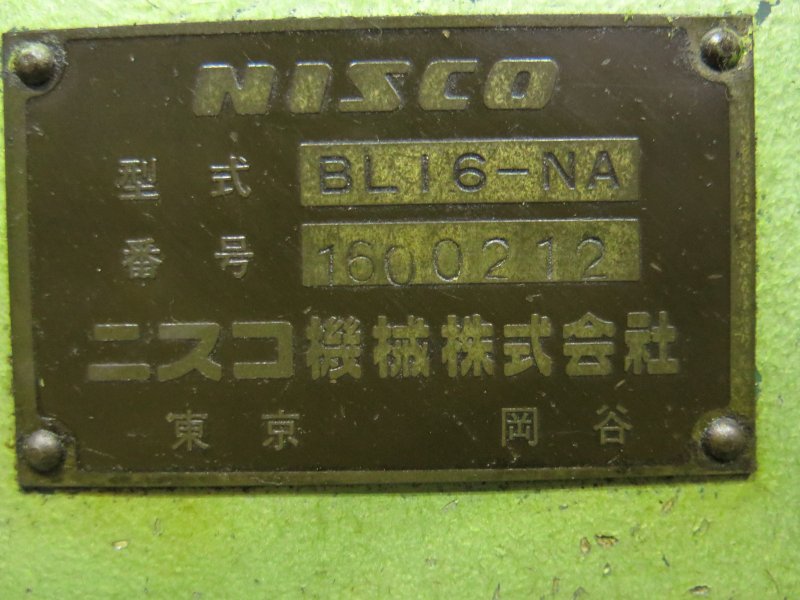 NISCO
型式 BL16-NA
番号 1600212
ニスコ機械株式会社
東京 岡谷